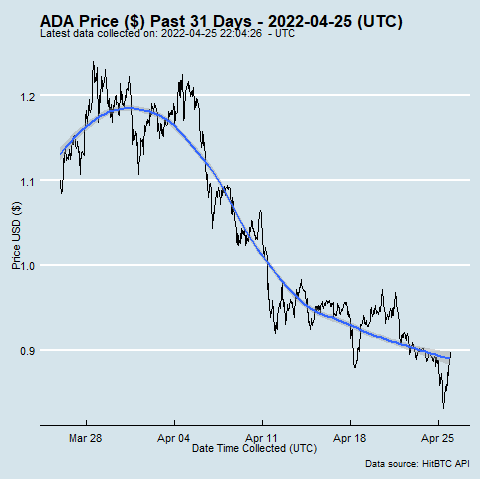 ADA Price ($) Past 31 Days - 2022-04-25 (UTC)
Latest data collected on: 2022-04-25 22:04:26 - UTC
1.2
1.1
1.0
0.9
Price USD ($)
Mar 28 Apr 04 Apr 11 Apr 18 Apr 25
Date Time Collected (UTC)
Data source: HitBTC API